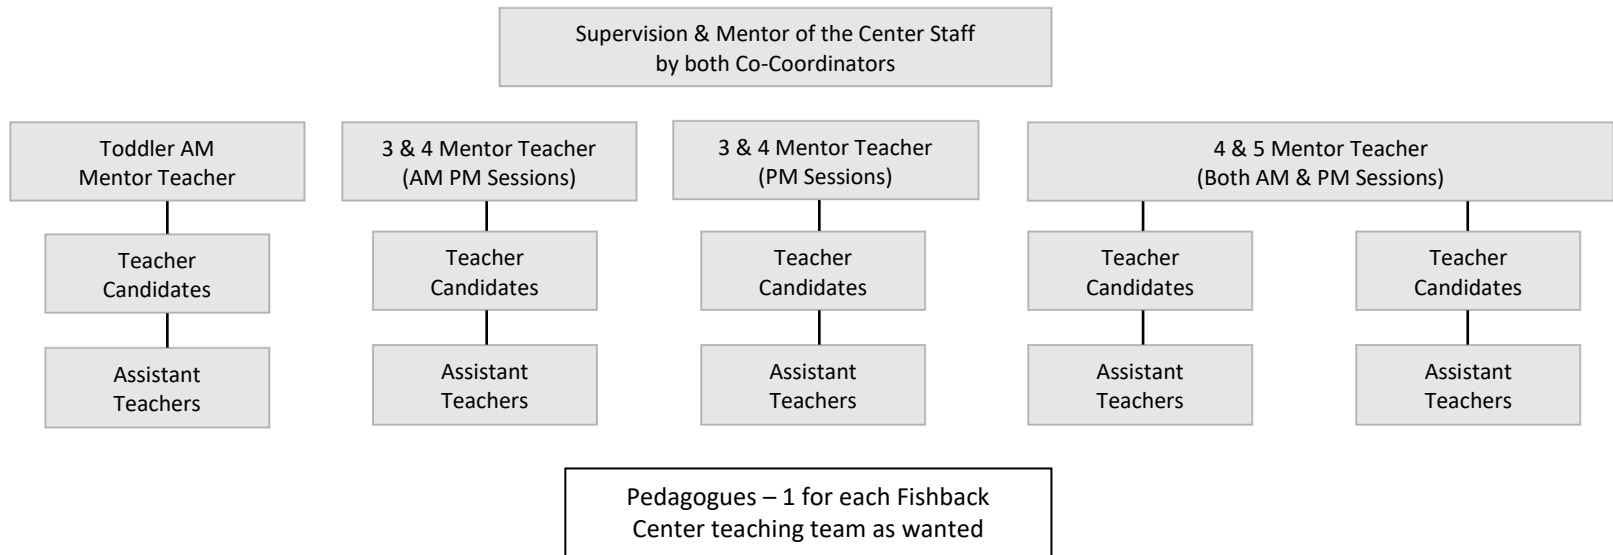 Supervision & Mentor of the Center Staff
by both Co-Coordinators
Toddler AM
Mentor Teacher
3 & 4 Mentor Teacher
(AM PM Sessions)
3 & 4 Mentor Teacher
(PM Sessions)
4 & 5 Mentor Teacher
(Both AM & PM Sessions)
Teacher
Candidates
Teacher
Candidates
Teacher
Candidates
Teacher
Candidates
Teacher
Candidates
Assistant
Teachers
Assistant
Teachers
Assistant
Teachers
Assistant
Teachers
Assistant
Teachers
Pedagogues – 1 for each Fishback
Center teaching team as wanted